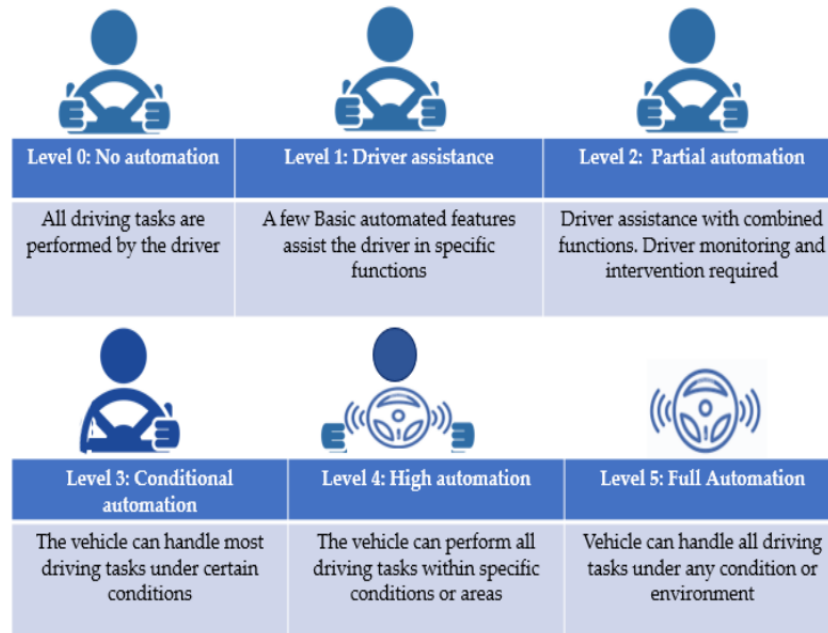 Level 0: No automation
Level 1: Driver assistance
Level 2: Partial automation
All driving tasks are
performed by the driver
A few Basic automated features
assist the driver in specific
functions
Driver assistance with combined
functions. Driver monitoring and
intervention required
Level 3: Conditional
automation
Level 4: High automation
Level 5: Full Automation
The vehicle can handle most
driving tasks under certain
conditions
The vehicle can perform all
driving tasks within specific
conditions or areas
Vehicle can handle all driving
tasks under any condition or
environment